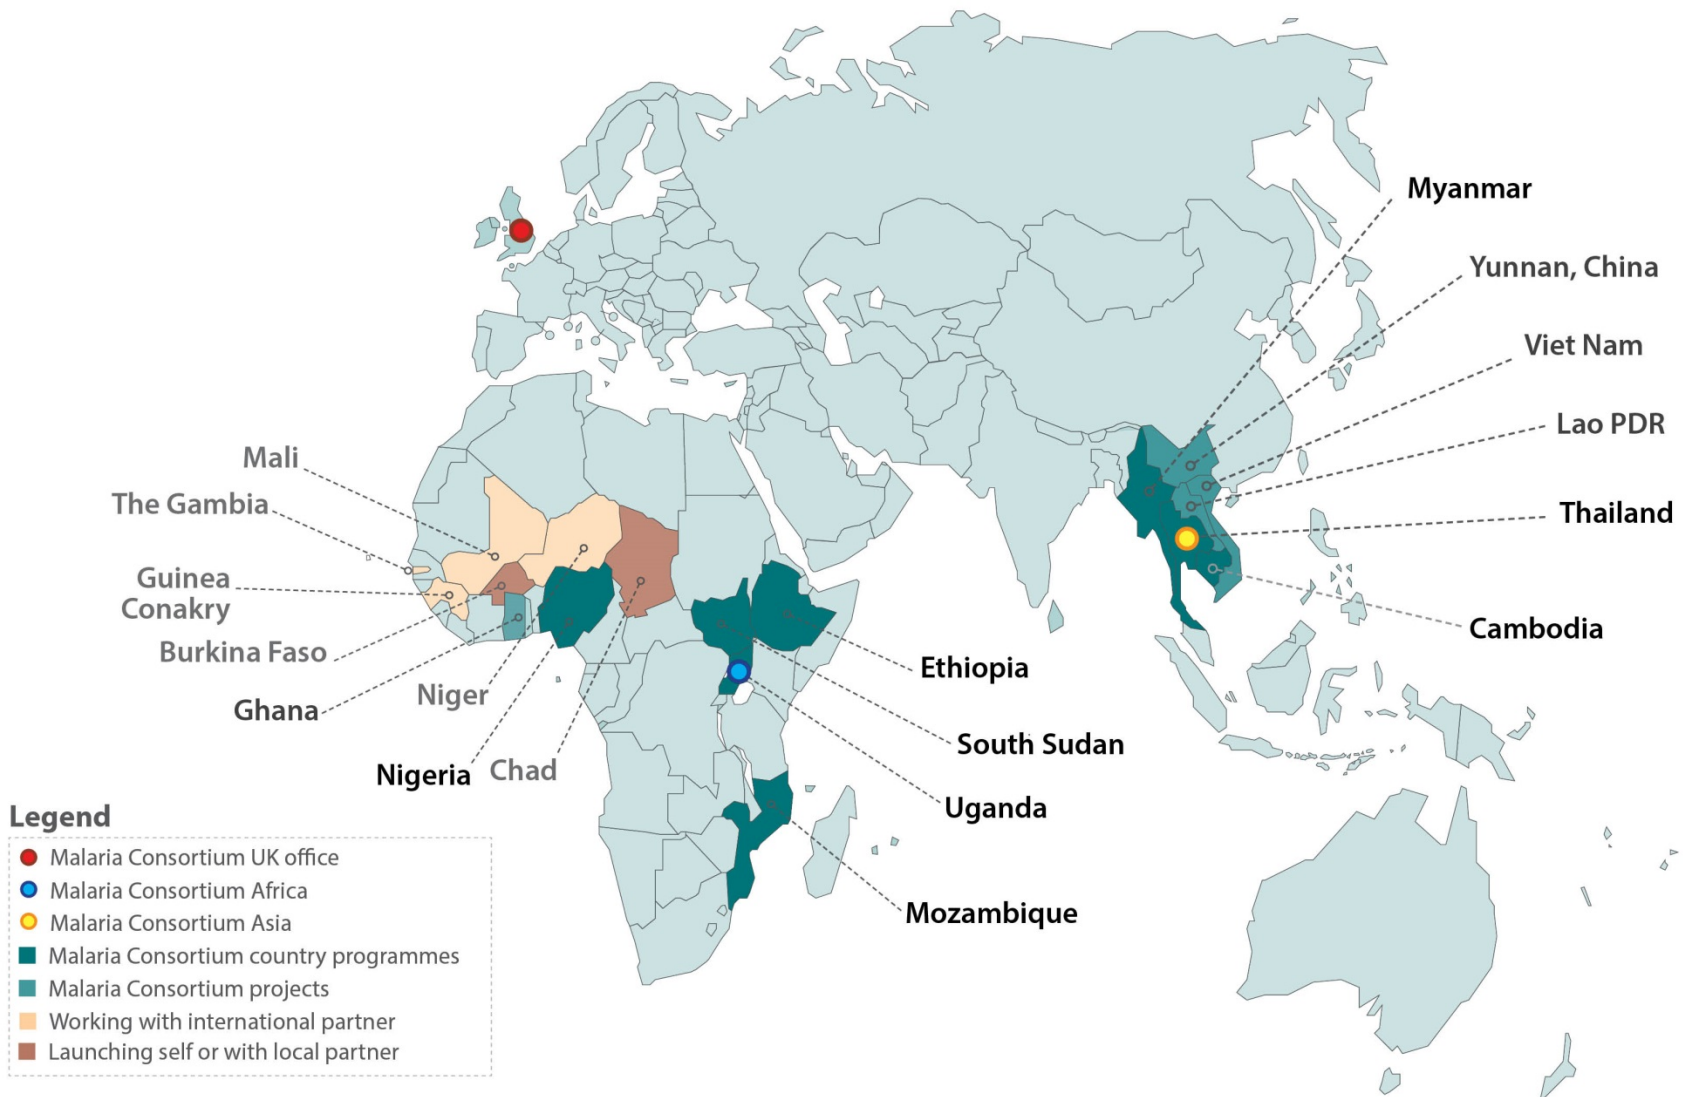 Myanmar
Yunnan, China
Viet Nam
Lao PDR
Mali
The Gambia
Thailand
Guinea
Conakry
Cambodia
Burkina Faso
Ethiopia
Niger
Ghana
South Sudan
Nigeria
Chad
Uganda
Mozambique
Legend
Malaria Consortium UK office
Malaria Consortium Africa
Malaria Consortium Asia
Malaria Consortium country programmes
Malaria Consortium projects
Working with international partner
Launching self or with local partner